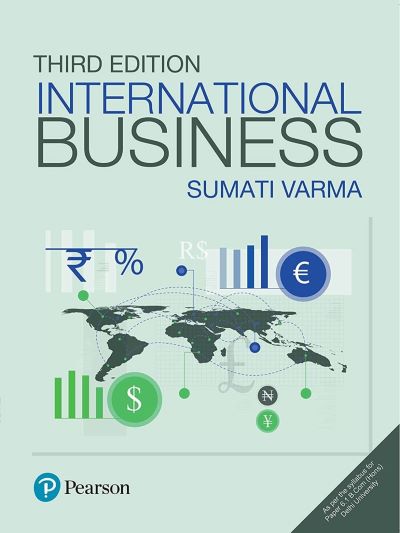 THIRD EDITION
INTERNATIONAL
BUSINESS
SUMATI VARMA
R$
₹ %
€
£
$
₦
¥
As per the syllabus for
Paper 6.1 B.Com (Hons)
Delhi University
P Pearson